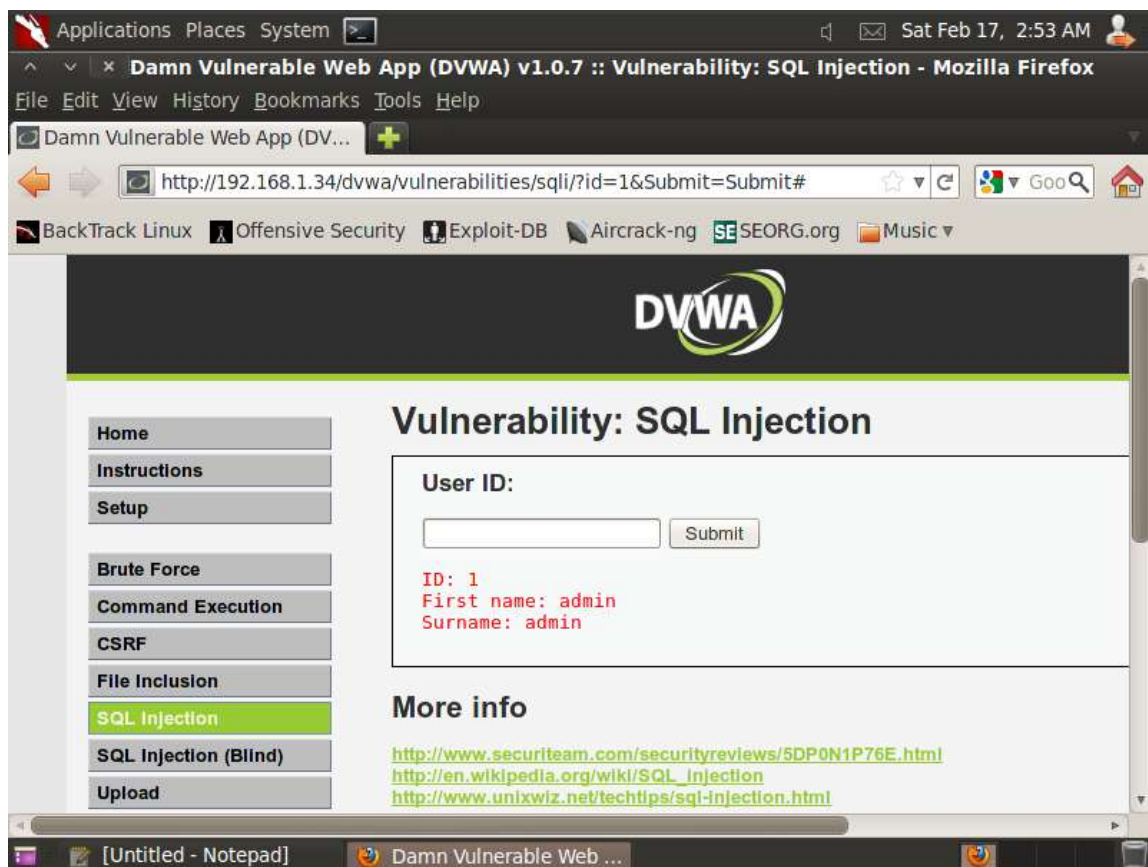 Applications Places System Sat Feb 17, 2:53 AM
Damn Vulnerable Web App (DVWA) v1.0.7 :: Vulnerability: SQL Injection - Mozilla Firefox
File Edit View History Bookmarks Tools Help
Damn Vulnerable Web App (DV...
http://192.168.1.34/dvwa/vulnerabilities/sqli/?id=1&Submit=Submit# Goo
BackTrack Linux Offensive Security Exploit-DB Aircrack-ng SE SEORG.org Music
DVWA
Home
Instructions
Setup
Brute Force
Command Execution
CSRF
File Inclusion
SQL Injection
SQL Injection (Blind)
Upload
Vulnerability: SQL Injection
User ID:
Submit
ID: 1
First name: admin
Surname: admin
More info
http://www.securiteam.com/securityreviews/5DP0N1P76E.html
http://en.wikipedia.org/wiki/SQL_injection
http://www.unixwiz.net/techtips/sql-injection.html
[Untitled - Notepad] Damn Vulnerable Web ...